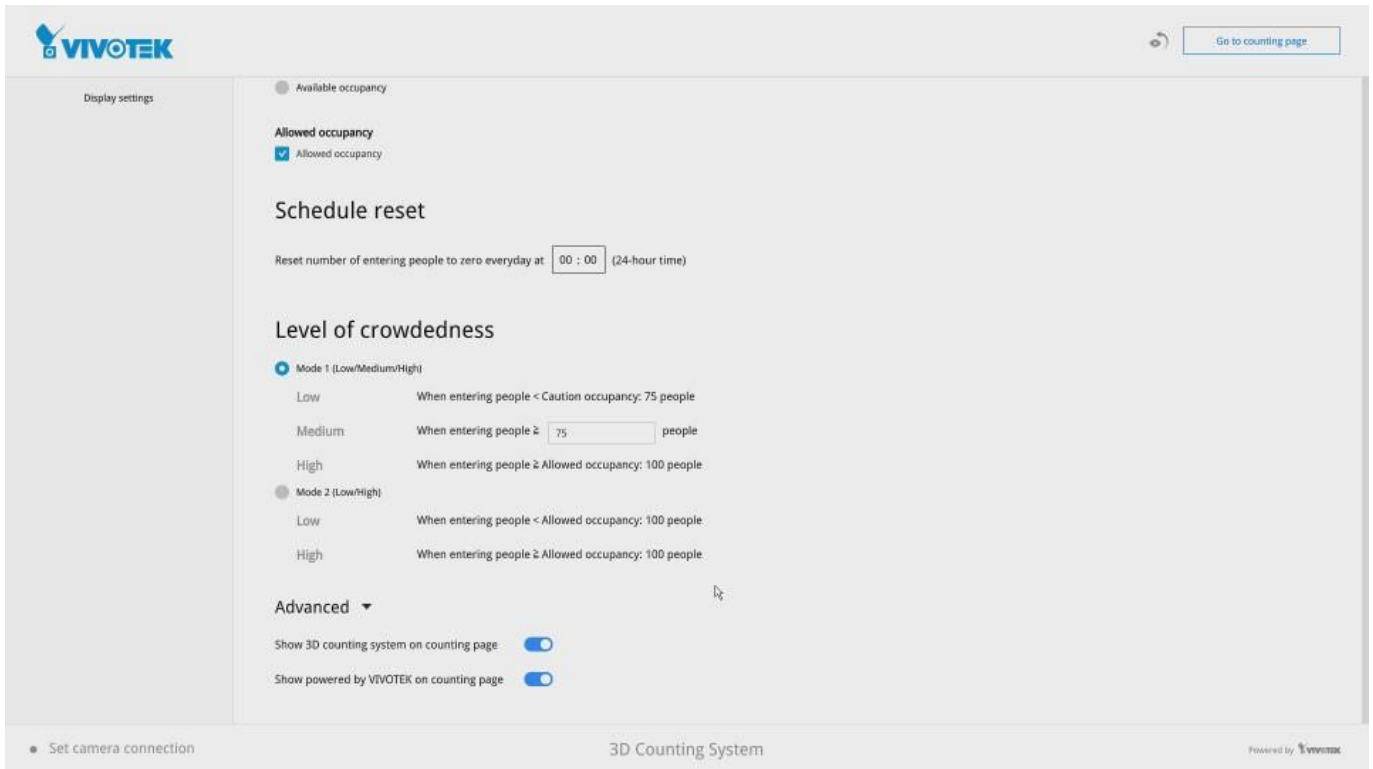 VIVOTEK
Go to counting page
Display settings
Available occupancy
Allowed occupancy
Allowed occupancy
Schedule reset
Reset number of entering people to zero everyday at 00 : 00 (24-hour time)
Level of crowdedness
Mode 1 (Low/Medium/High)
Low When entering people < Caution occupancy: 75 people
Medium When entering people ≧ 75 people
High When entering people ≧ Allowed occupancy: 100 people
Mode 2 (Low/High)
Low When entering people < Allowed occupancy: 100 people
High When entering people ≧ Allowed occupancy: 100 people
Advanced
Show 3D counting system on counting page
Show powered by VIVOTEK on counting page
Set camera connection
3D Counting System
Powered by VIVOTEK